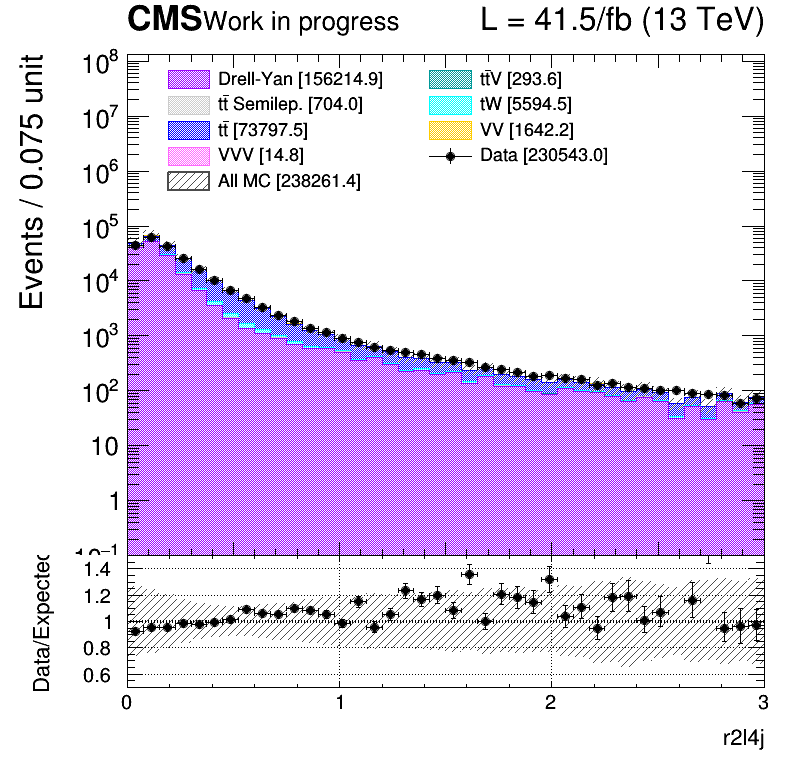 CMS Work in progress L = 41.5/fb (13 TeV)
Events / 0.075 unit
10⁸
10⁷
10⁶
10⁵
10⁴
10³
10²
10
1
10⁻¹
Drell-Yan [156214.9]
tt̄ Semilep. [704.0]
tt̄ [73797.5]
VVV [14.8]
All MC [238261.4]
tt̄V [293.6]
tW [5594.5]
VV [1642.2]
Data [230543.0]
Data/Expected
1.4
1.2
1
0.8
0.6
0 1 2 3
r2l4j